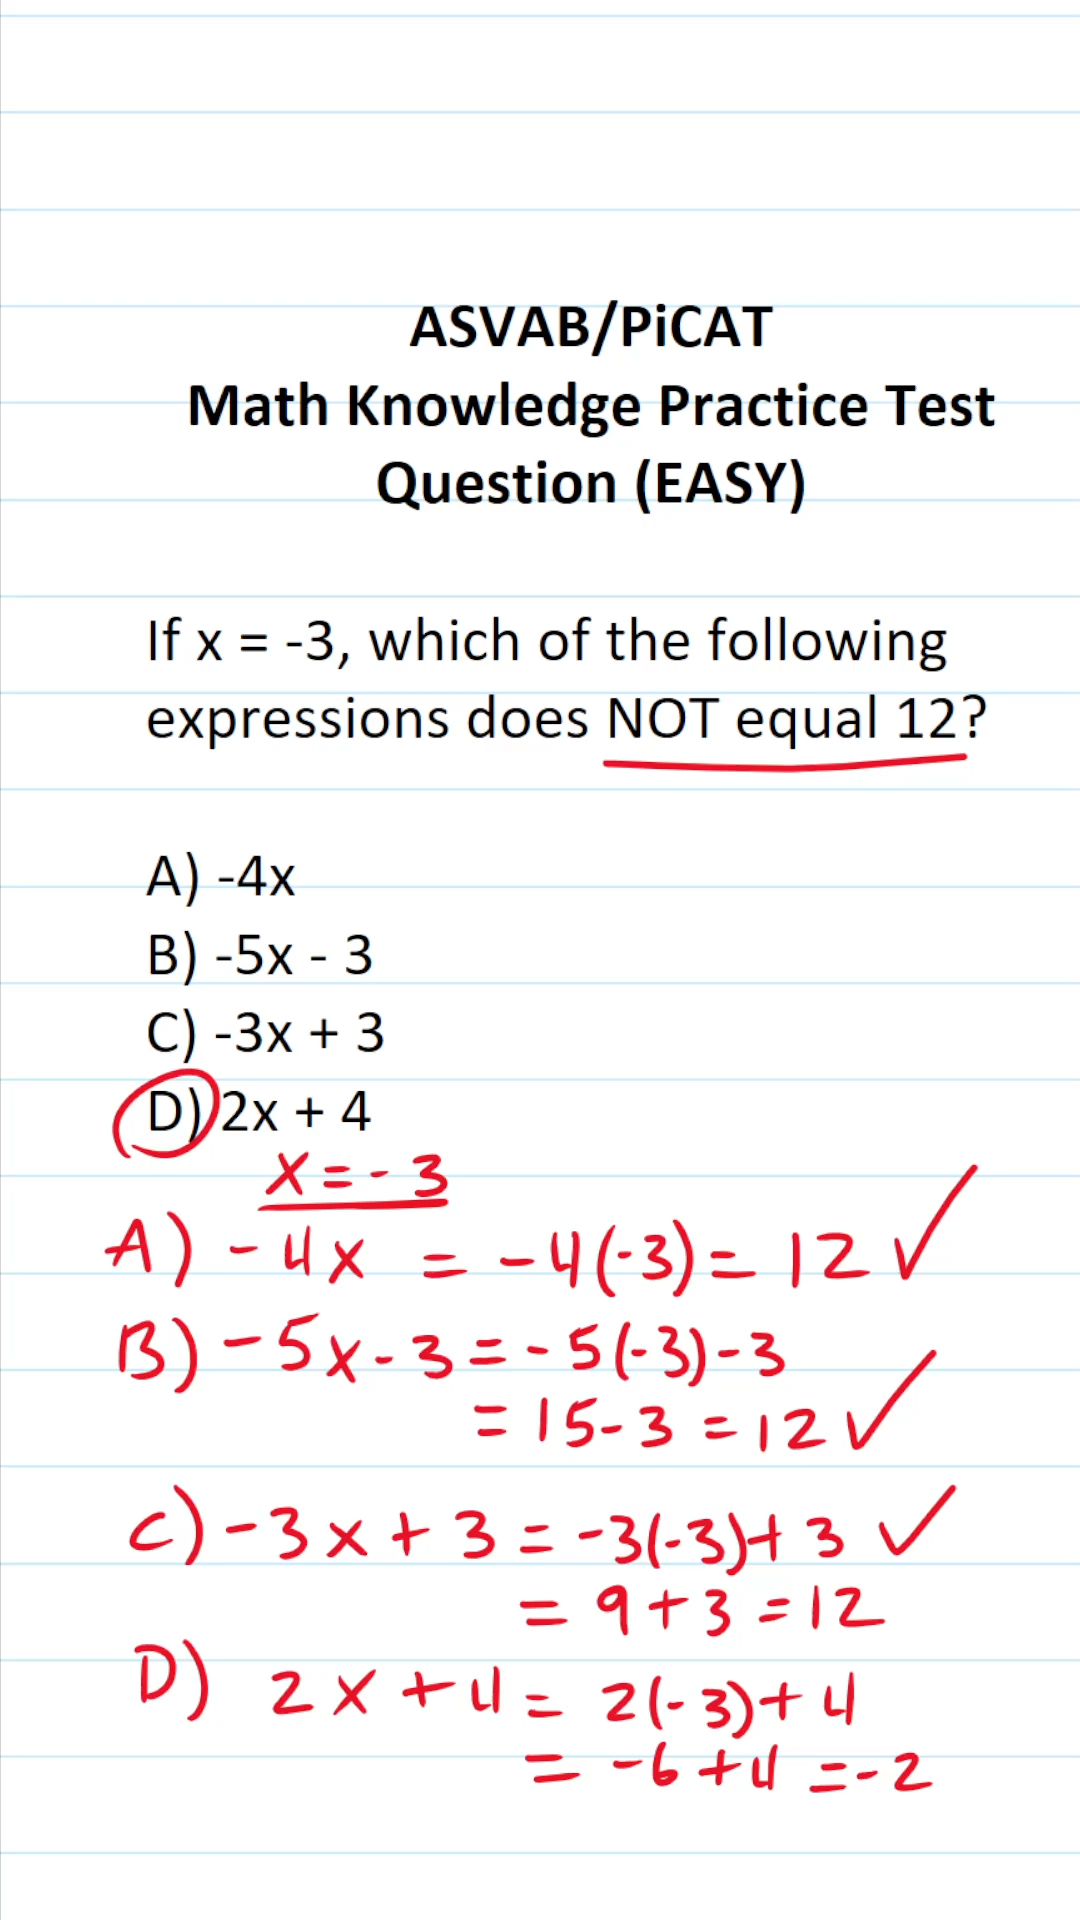 ASVAB/PiCAT
Math Knowledge Practice Test
Question (EASY)
If x = -3, which of the following
expressions does NOT equal 12?
A) -4x
B) -5x - 3
C) -3x + 3
D) 2x + 4
x = -3
A) -4x = -4(-3) = 12 ✓
B) -5x - 3 = -5(-3) - 3
= 15 - 3 = 12 ✓
C) -3x + 3 = -3(-3) + 3 ✓
= 9 + 3 = 12
D) 2x + 4 = 2(-3) + 4
= -6 + 4 = -2